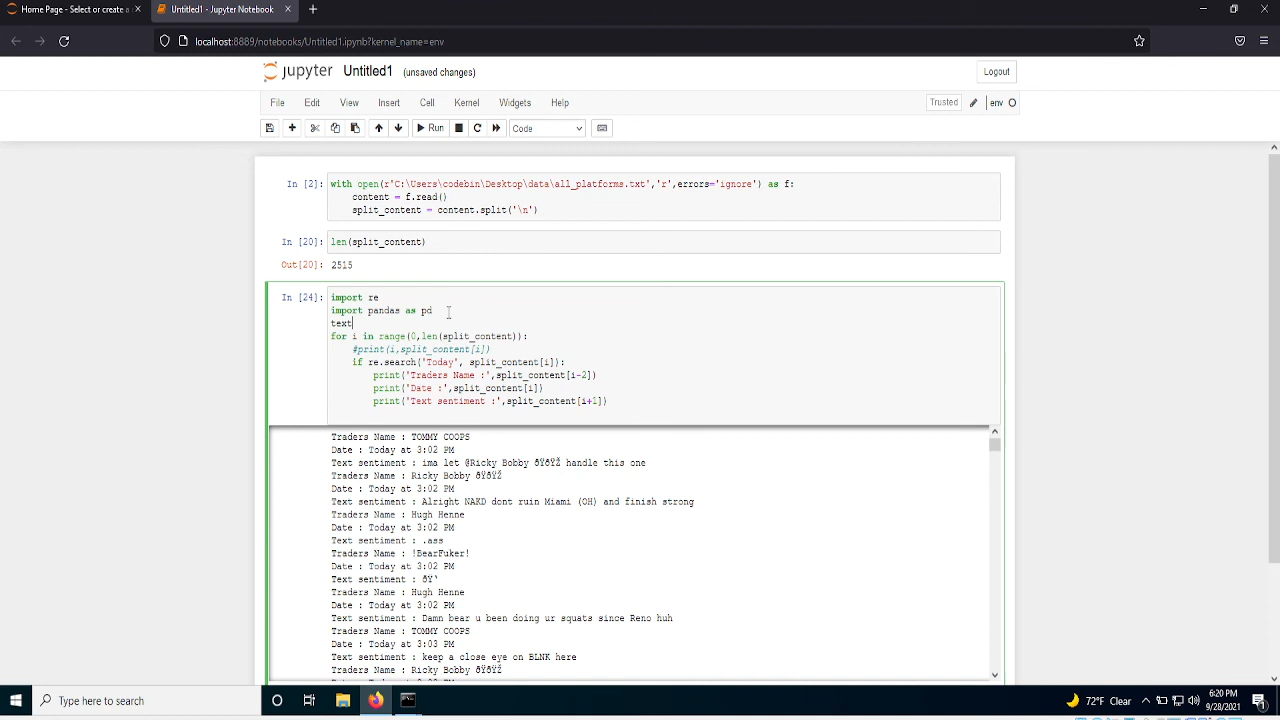 Home Page - Select or create a
Untitled1 - Jupyter Notebook
localhost:8889/notebooks/Untitled1.ipynb?kernel_name=env
jupyter Untitled1 (unsaved changes)
Logout
File Edit View Insert Cell Kernel Widgets Help
Trusted env
Run
Code
In [2]: with open(r'C:\Users\codebin\Desktop\data\all_platforms.txt','r',errors='ignore') as f:
content = f.read()
split_content = content.split('\n')
In [20]: len(split_content)
Out[20]: 2515
In [24]: import re
import pandas as pd
text
for i in range(0,len(split_content)):
#print(i,split_content[i])
if re.search('Today', split_content[i]):
print('Traders Name :',split_content[i-2])
print('Date :',split_content[i])
print('Text sentiment :',split_content[i+1])
Traders Name : TOMMY COOPS
Date : Today at 3:02 PM
Text sentiment : ima let @Ricky Bobby ðŸðŸŽ handle this one
Traders Name : Ricky Bobby ðŸðŸŽ
Date : Today at 3:02 PM
Text sentiment : Alright NAKD dont ruin Miami (OH) and finish strong
Traders Name : Hugh Henne
Date : Today at 3:02 PM
Text sentiment : .ass
Traders Name : !BearFuker!
Date : Today at 3:02 PM
Text sentiment : ðŸ‘
Traders Name : Hugh Henne
Date : Today at 3:02 PM
Text sentiment : Damn bear u been doing ur squats since Reno huh
Traders Name : TOMMY COOPS
Date : Today at 3:03 PM
Text sentiment : keep a close eye on BLNK here
Traders Name : Ricky Bobby ðŸðŸŽ
Type here to search
72°F Clear
6:20 PM
9/28/2021